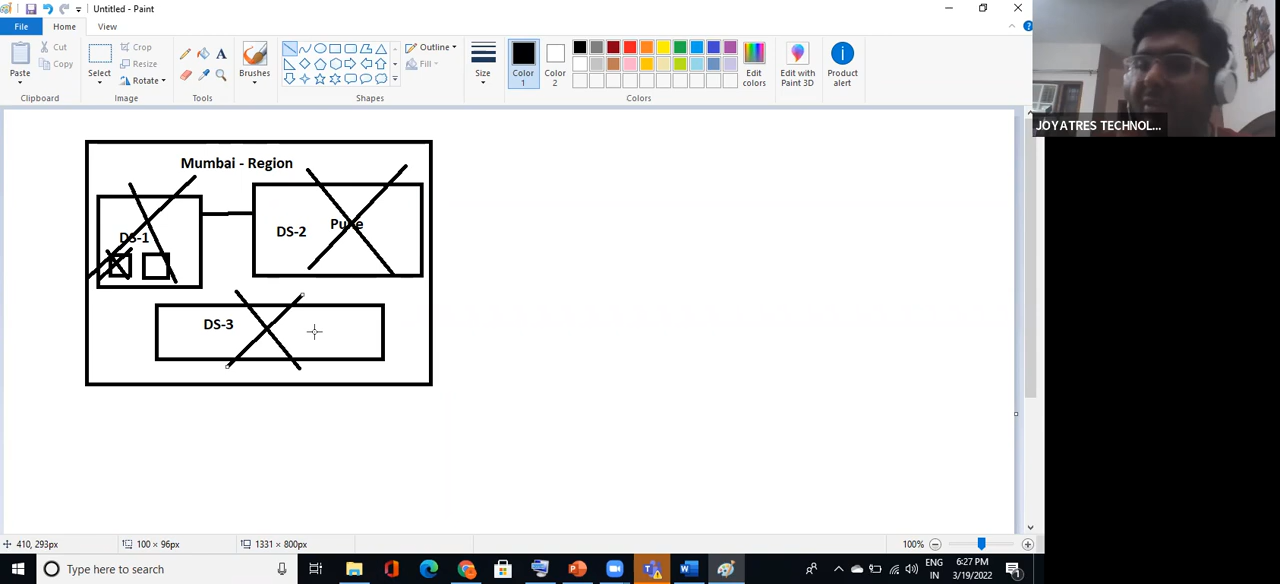 Untitled - Paint
File
Home
View
Paste
Cut
Copy
Clipboard
Select
Crop
Resize
Rotate
Image
Tools
Brushes
Shapes
Outline
Fill
Size
Color
1
Color
2
Edit
colors
Colors
Edit with
Paint 3D
Product
alert
JOYATRES TECHNOL...
Mumbai - Region
DS-1
DS-2
Pune
DS-3
410, 293px
100 × 96px
1331 × 800px
100%
Type here to search
ENG
IN
6:27 PM
3/19/2022
1